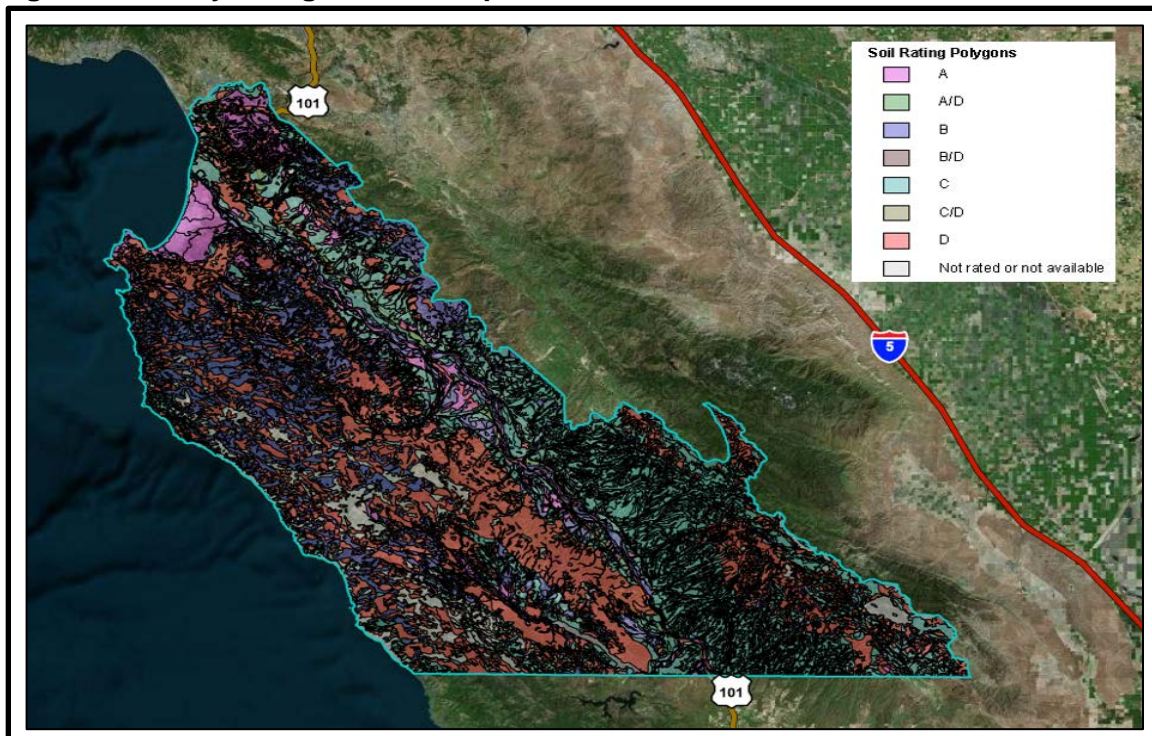 101
Soil Rating Polygons
A
A/D
B
B/D
C
C/D
D
Not rated or not available
5
101